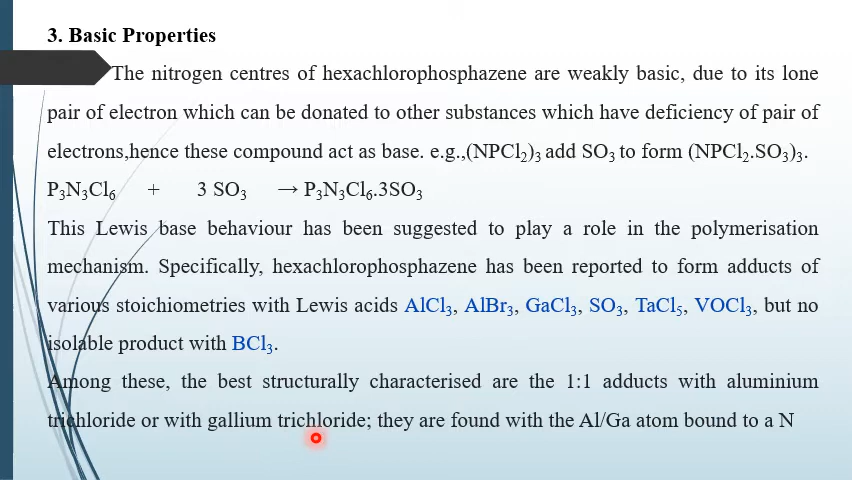 3. Basic Properties
The nitrogen centres of hexachlorophosphazene are weakly basic, due to its lone
pair of electron which can be donated to other substances which have deficiency of pair of
electrons,hence these compound act as base. e.g.,(NPCl₂)₃ add SO₃ to form (NPCl₂.SO₃)₃.
P₃N₃Cl₆ + 3 SO₃ → P₃N₃Cl₆.3SO₃
This Lewis base behaviour has been suggested to play a role in the polymerisation
mechanism. Specifically, hexachlorophosphazene has been reported to form adducts of
various stoichiometries with Lewis acids AlCl₃, AlBr₃, GaCl₃, SO₃, TaCl₅, VOCl₃, but no
isolable product with BCl₃.
Among these, the best structurally characterised are the 1:1 adducts with aluminium
trichloride or with gallium trichloride; they are found with the Al/Ga atom bound to a N